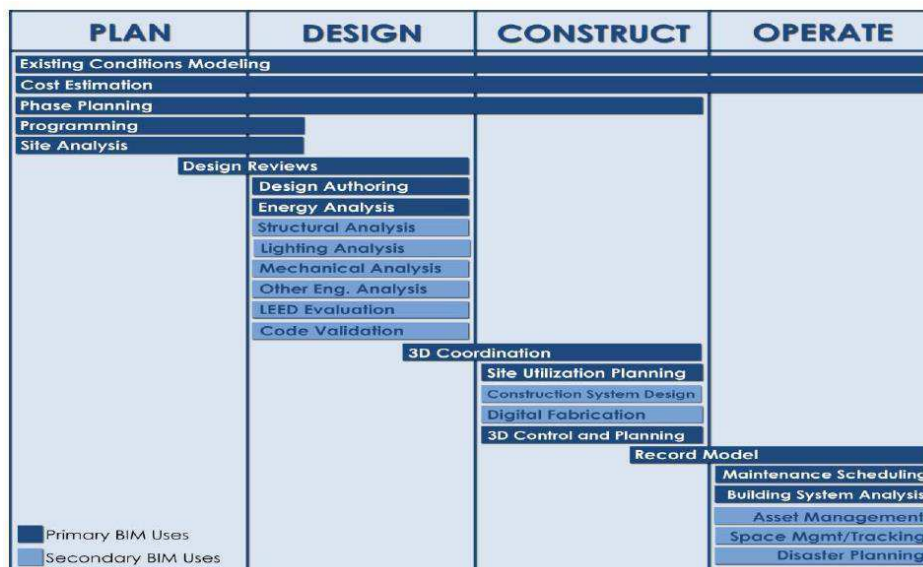 PLAN DESIGN CONSTRUCT OPERATE
Existing Conditions Modeling
Cost Estimation
Phase Planning
Programming
Site Analysis
Design Reviews
Design Authoring
Energy Analysis
Structural Analysis
Lighting Analysis
Mechanical Analysis
Other Eng. Analysis
LEED Evaluation
Code Validation
3D Coordination
Site Utilization Planning
Construction System Design
Digital Fabrication
3D Control and Planning
Record Model
Maintenance Scheduling
Building System Analysis
Asset Management
Space Mgmt/Tracking
Disaster Planning
Primary BIM Uses
Secondary BIM Uses